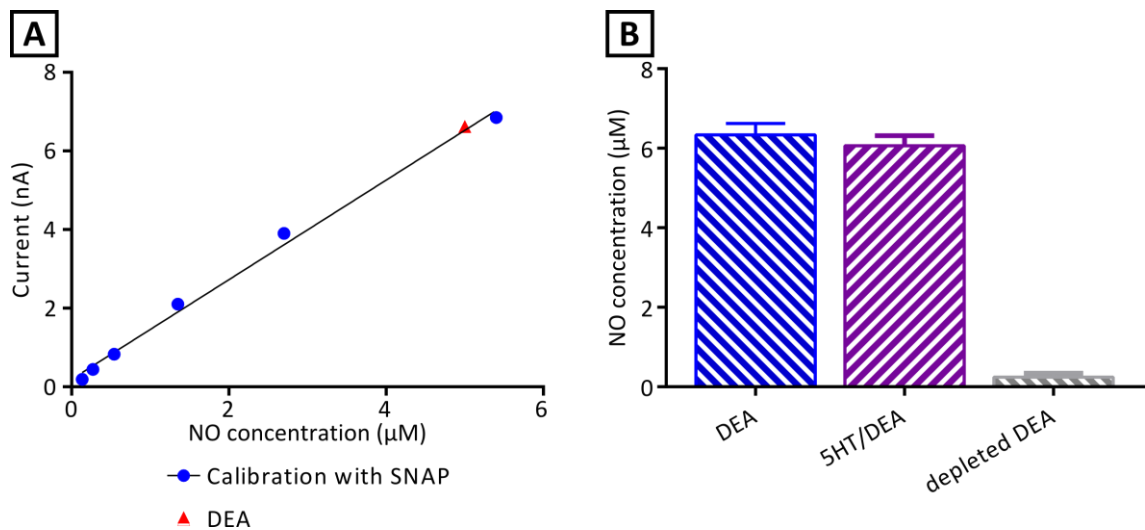 A
Current (nA)
8
6
4
2
0
0 2 4 6
NO concentration (μM)
Calibration with SNAP
DEA
B
NO concentration (μM)
8
6
4
2
0
DEA
5HT/DEA
depleted DEA